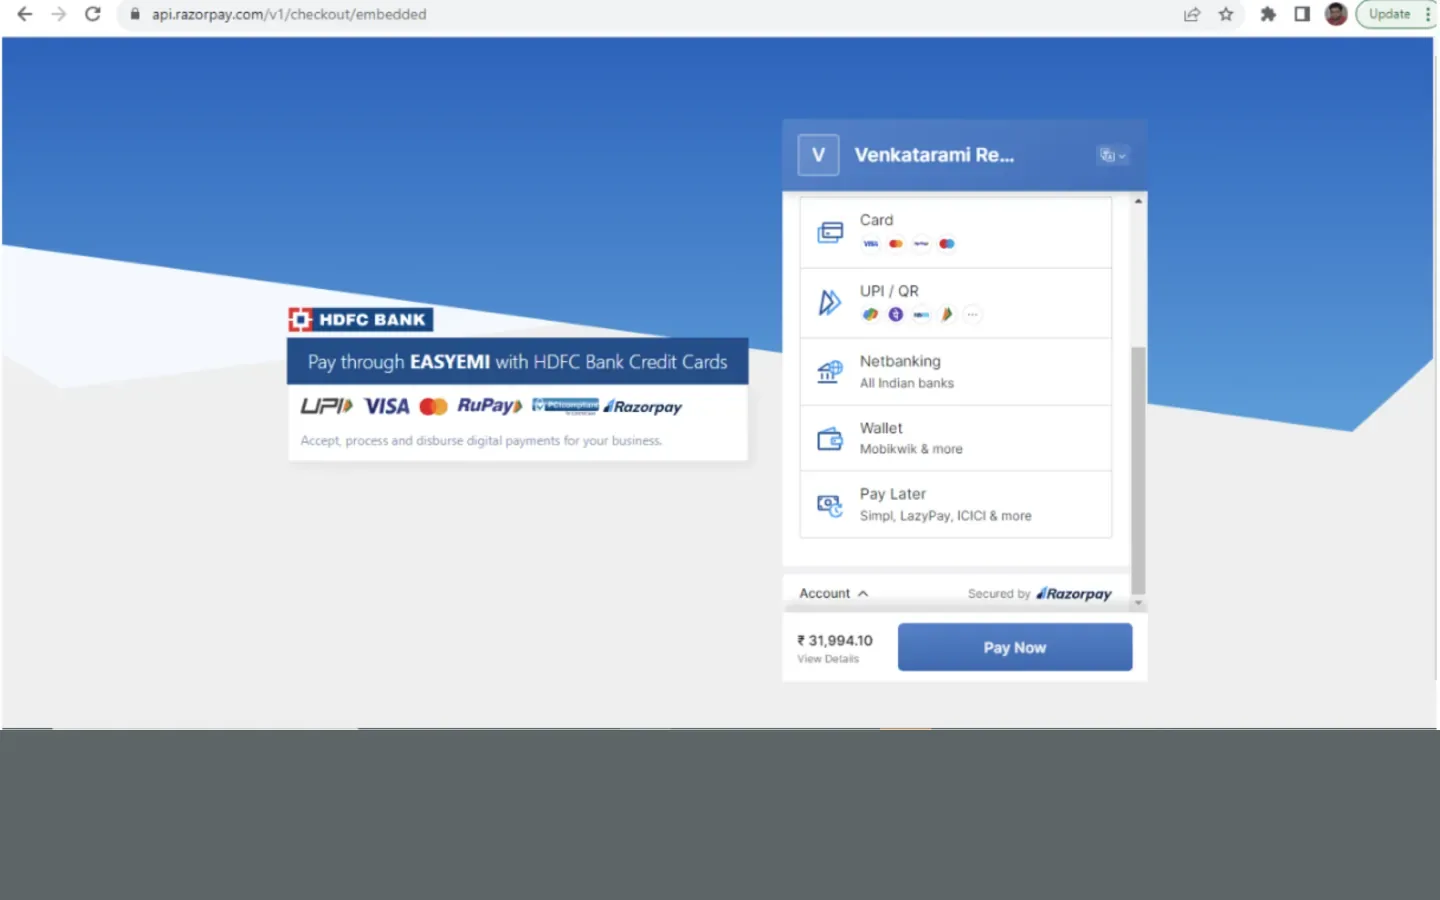 api.razorpay.com/v1/checkout/embedded
Update
V
Venkatarami Re...
Card
VISA
UPI / QR
HDFC BANK
Pay through EASYEMI with HDFC Bank Credit Cards
Netbanking
All Indian banks
UPI VISA RuPay PCI compliant Razorpay
Accept, process and disburse digital payments for your business.
Wallet
Mobikwik & more
Pay Later
Simpl, LazyPay, ICICI & more
Account
Secured by Razorpay
₹ 31,994.10
View Details
Pay Now